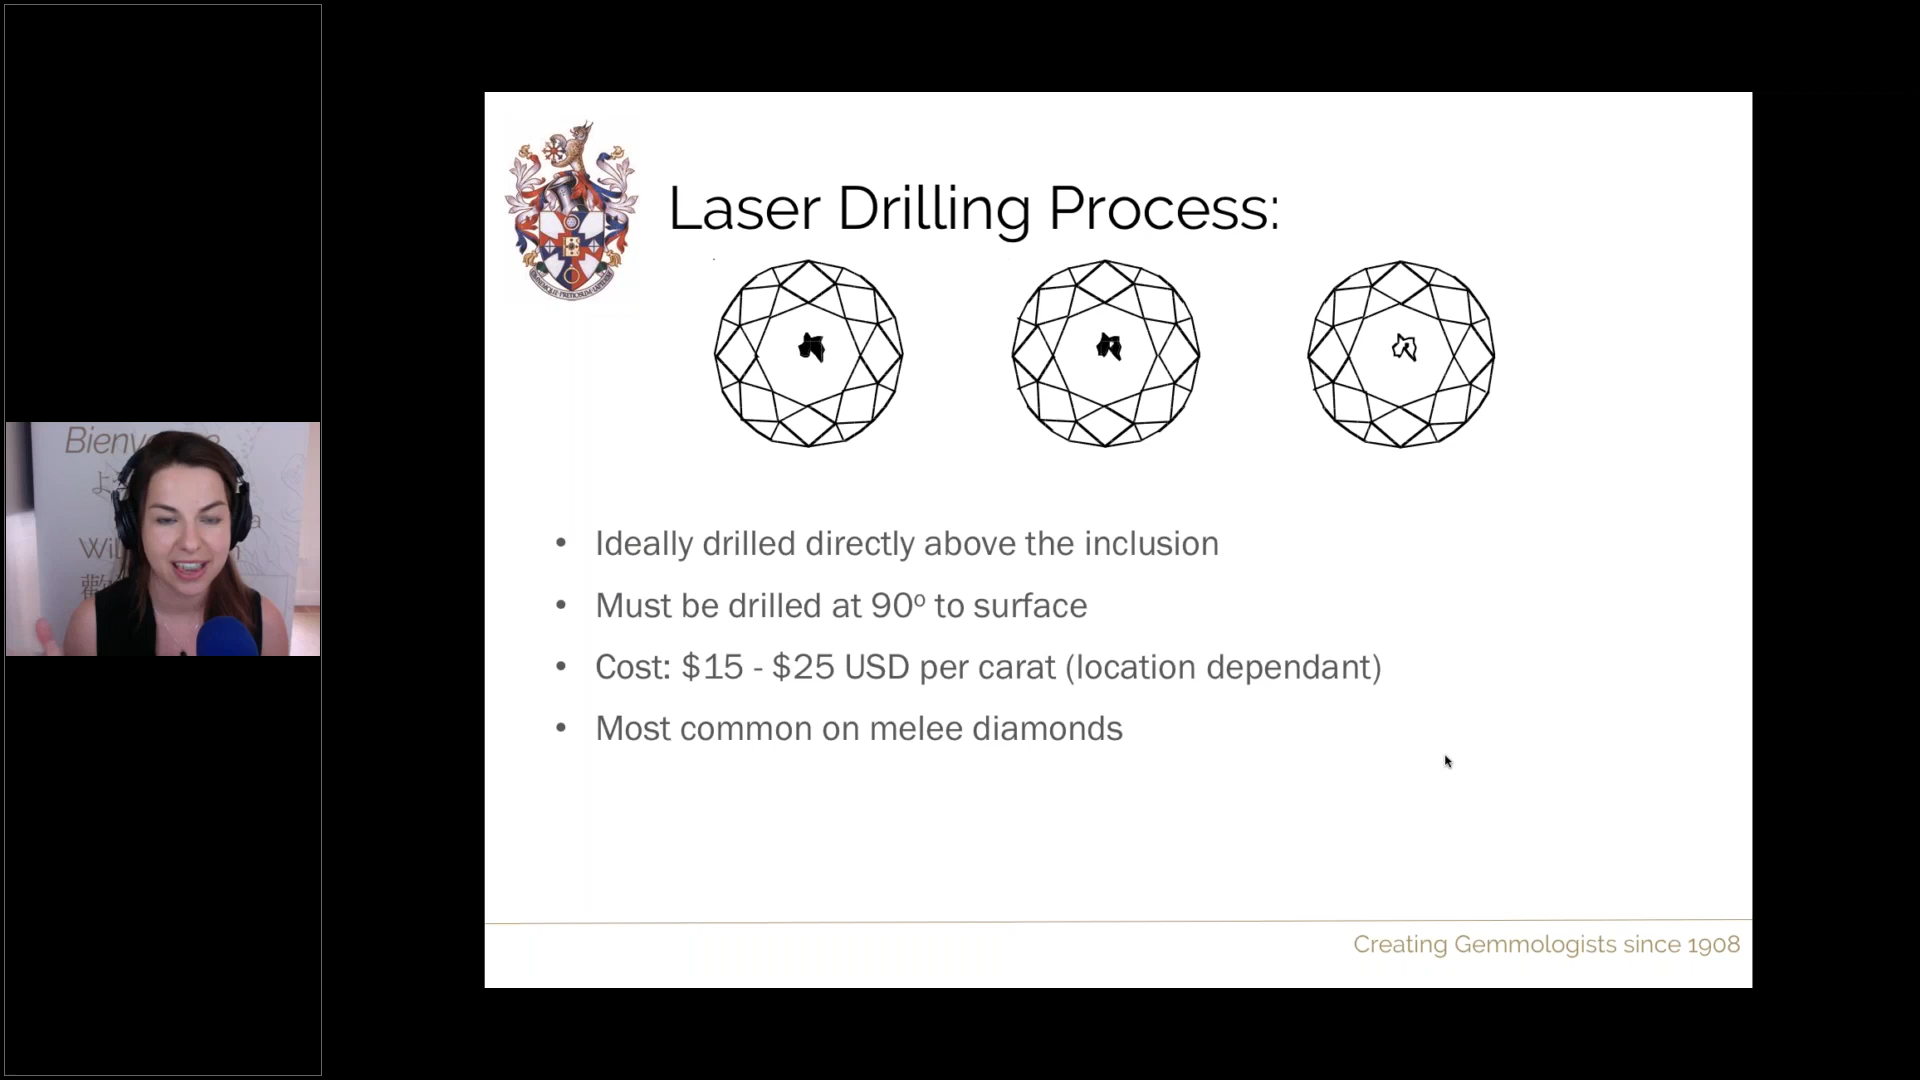 Laser Drilling Process:
• Ideally drilled directly above the inclusion
• Must be drilled at 90º to surface
• Cost: $15 - $25 USD per carat (location dependant)
• Most common on melee diamonds
Creating Gemmologists since 1908